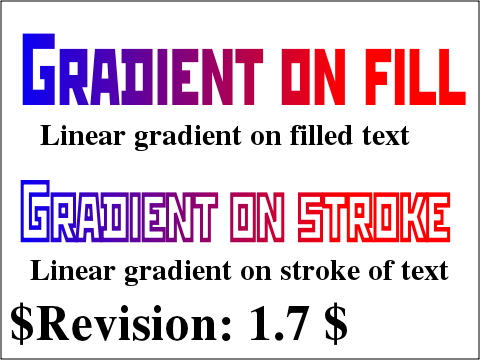 Gradient on fill
Linear gradient on filled text
Gradient on stroke
Linear gradient on stroke of text
$Revision: 1.7 $